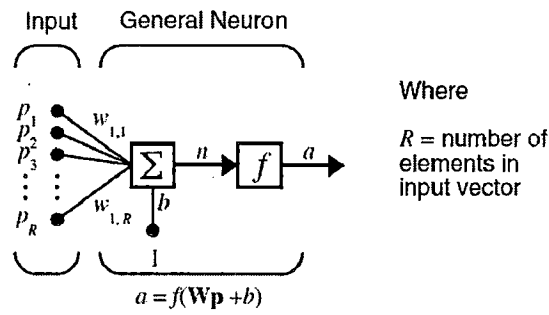 Input
General Neuron
p1
p2
p3
pR
w1,1
w1,R
Σ
n
f
a
b
1
a = f(Wp +b)
Where
R = number of
elements in
input vector